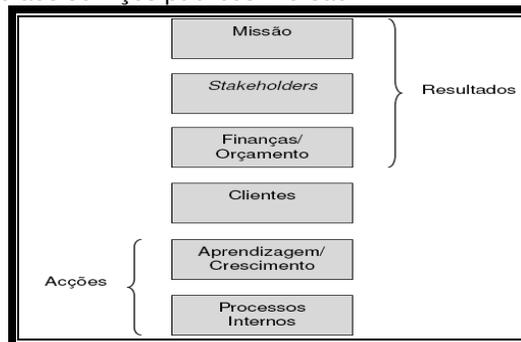 Missão
Stakeholders
Resultados
Finanças/
Orçamento
Clientes
Aprendizagem/
Crescimento
Acções
Processos
Internos